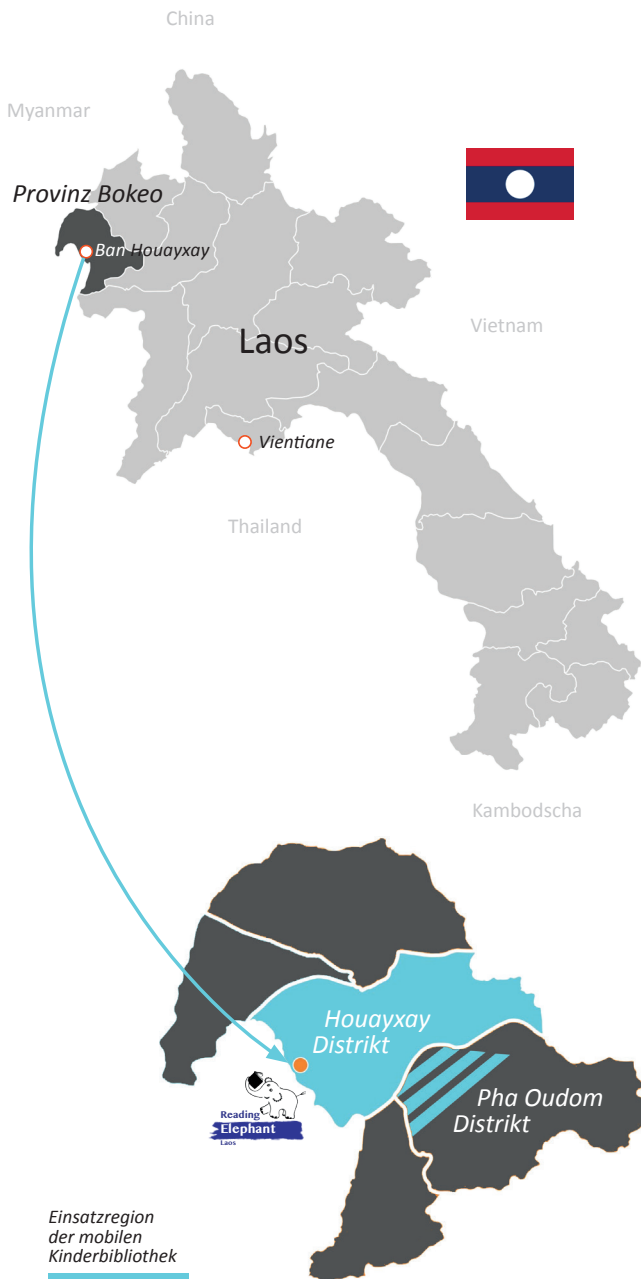 China
Myanmar
Provinz Bokeo
Ban Houayxay
Vietnam
Laos
Vientiane
Thailand
Kambodscha
Houayxay
Distrikt
Pha Oudom
Distrikt
Reading
Elephant
Laos
Einsatzregion
der mobilen
Kinderbibliothek